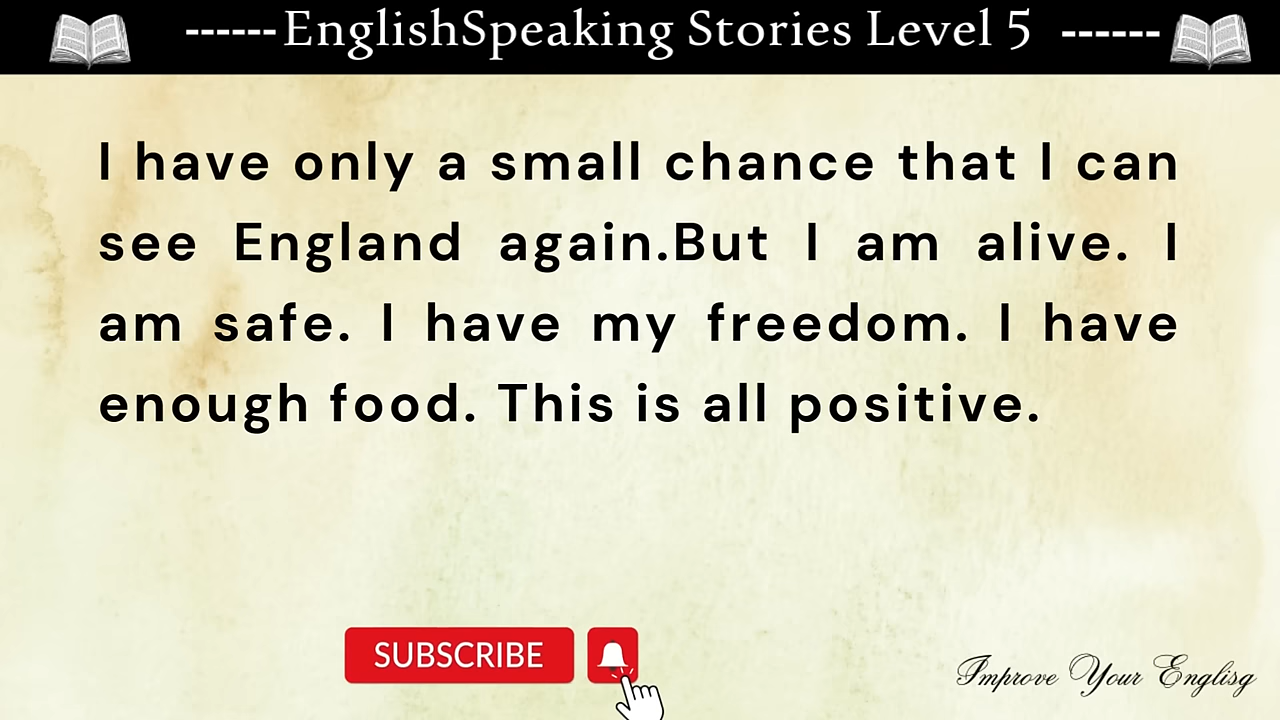 ------EnglishSpeaking Stories Level 5 ------
I have only a small chance that I can
see England again.But I am alive. I
am safe. I have my freedom. I have
enough food. This is all positive.
SUBSCRIBE
Improve Your Englisg